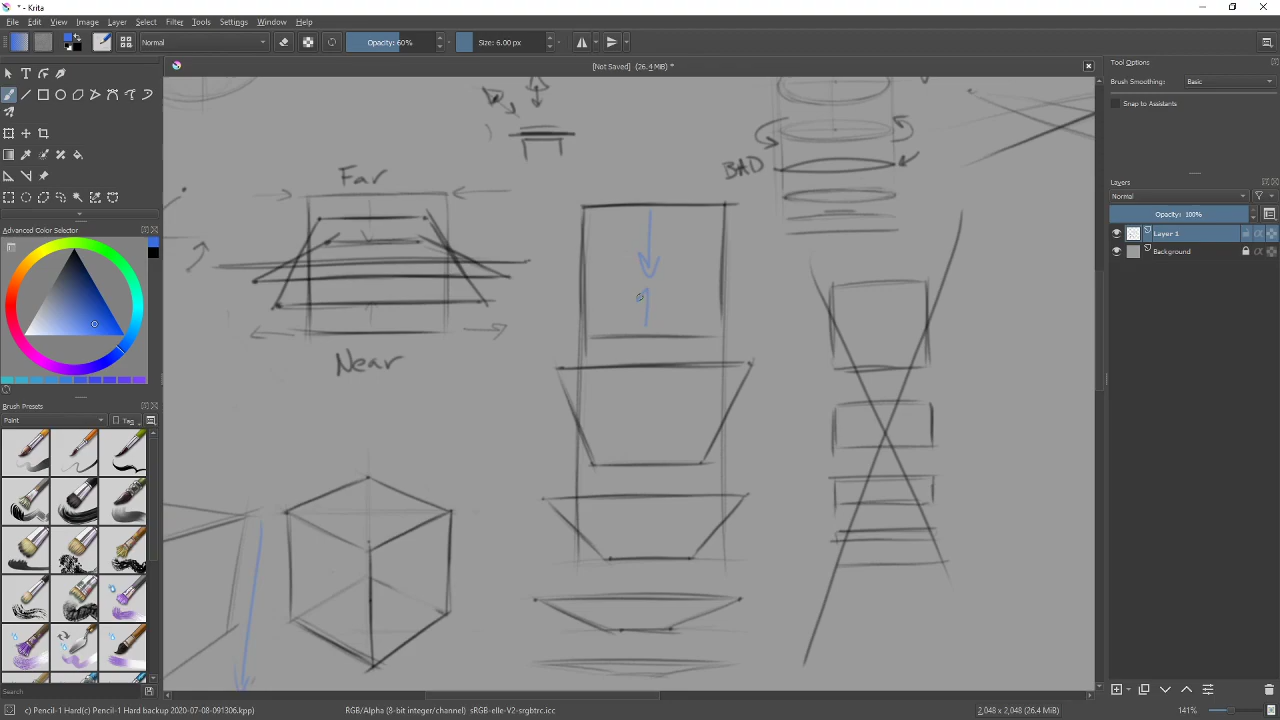 *- Krita
File Edit View Image Layer Select Filter Tools Settings Window Help
Normal Opacity: 60% Size: 6.00 px
[Not Saved] (26.4 MiB) *
Tool Options
Brush Smoothing: Basic
Snap to Assistants
Layers
Normal
Opacity: 100%
Layer 1
Background
Advanced Color Selector
Brush Presets
Paint
Tag
Search
Far
Near
BAD
c) Pencil-1 Hard(c) Pencil-1 Hard backup 2020-07-08-091306.kpp)
RGB/Alpha (8-bit integer/channel) sRGB-elle-V2-srgbtrc.icc
2,048 x 2,048 (26.4 MiB)
141%